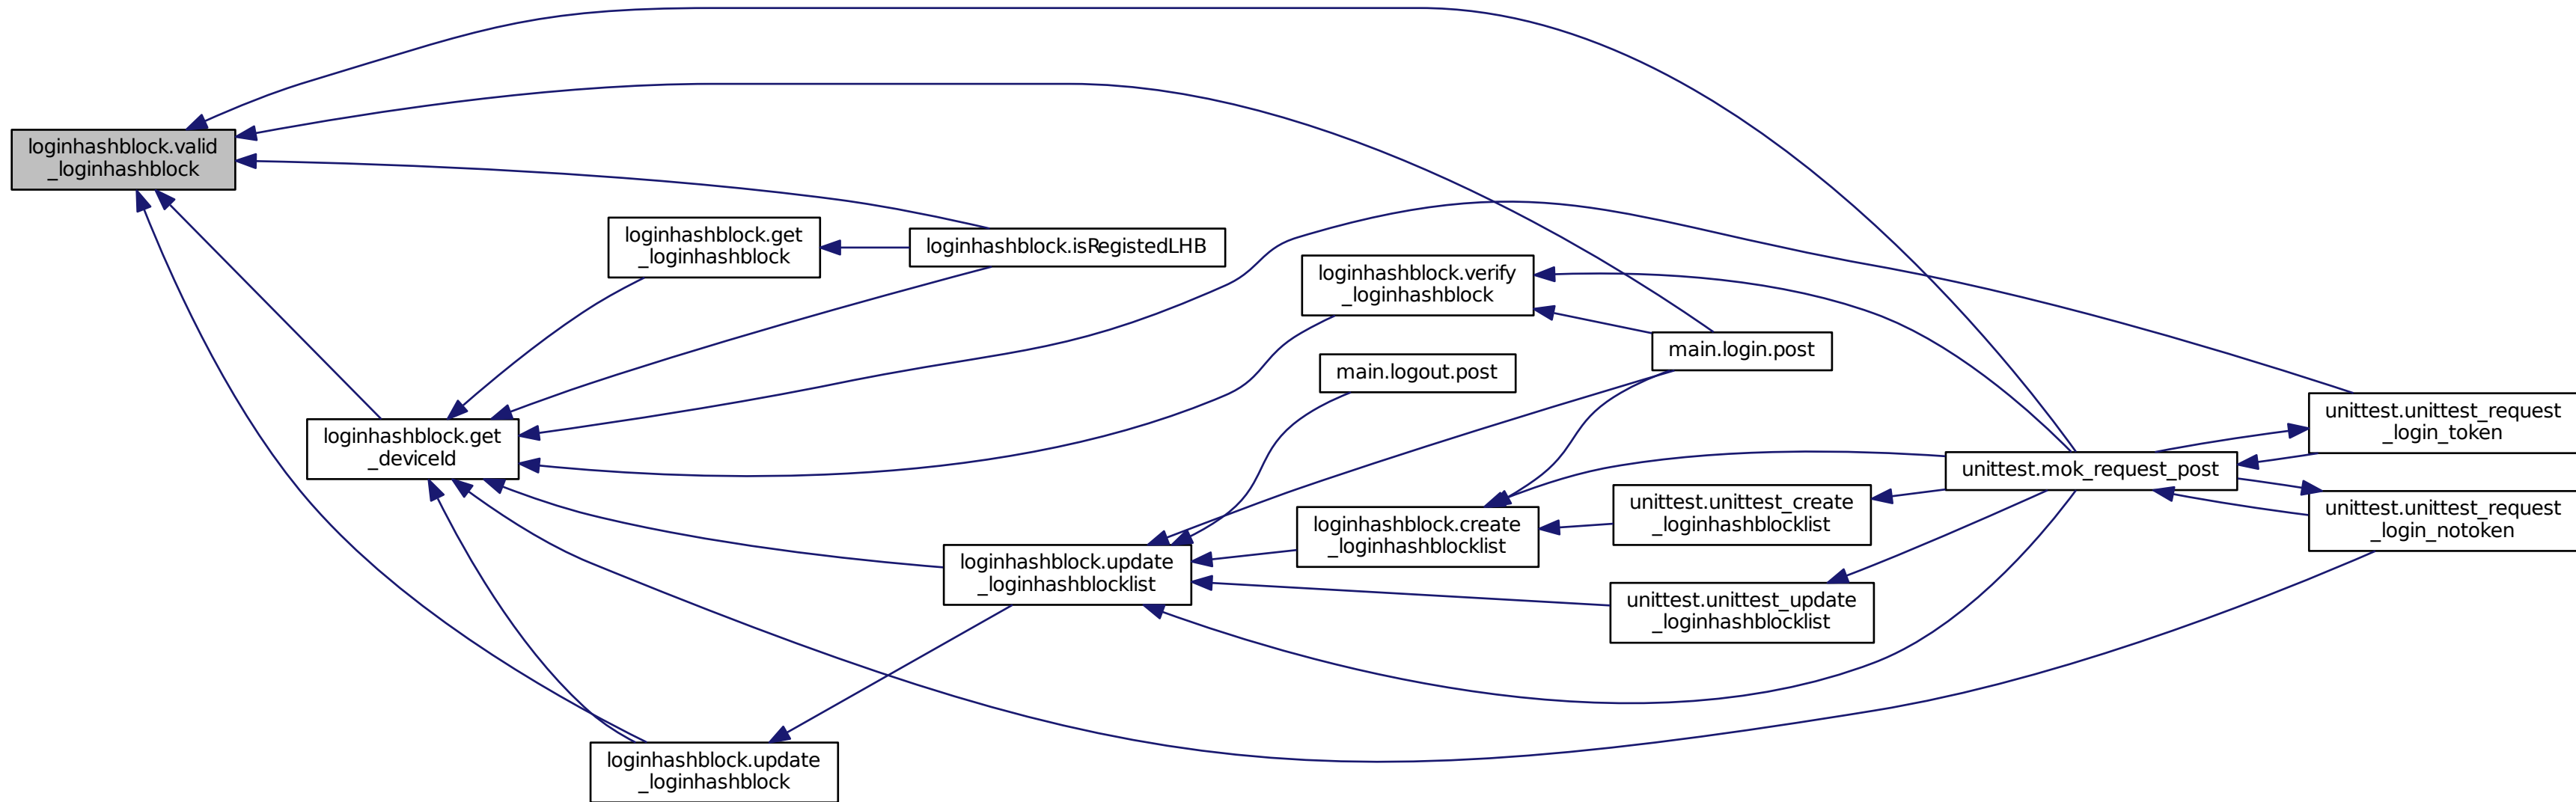 loginhashblock.valid
_loginhashblock
loginhashblock.get
_loginhashblock
loginhashblock.isRegistedLHB
loginhashblock.verify
_loginhashblock
main.login.post
main.logout.post
loginhashblock.get
_deviceId
unittest.unittest_request
_login_token
unittest.mok_request_post
unittest.unittest_create
_loginhashblocklist
unittest.unittest_request
_login_notoken
loginhashblock.create
_loginhashblocklist
loginhashblock.update
_loginhashblocklist
unittest.unittest_update
_loginhashblocklist
loginhashblock.update
_loginhashblock